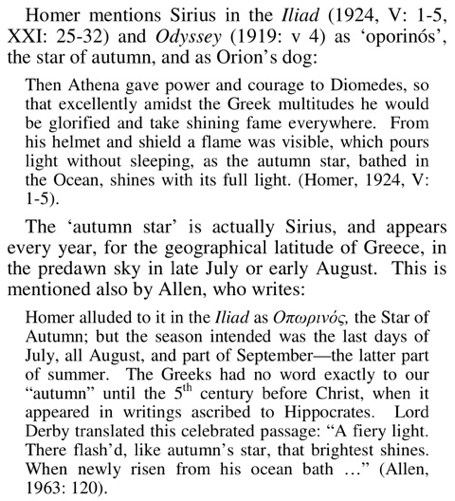 Homer mentions Sirius in the Iliad (1924, V: 1-5,
XXI: 25-32) and Odyssey (1919: v 4) as ‘oporinós’,
the star of autumn, and as Orion’s dog:
Then Athena gave power and courage to Diomedes, so
that excellently amidst the Greek multitudes he would
be glorified and take shining fame everywhere. From
his helmet and shield a flame was visible, which pours
light without sleeping, as the autumn star, bathed in
the Ocean, shines with its full light. (Homer, 1924, V:
1-5).
The ‘autumn star’ is actually Sirius, and appears
every year, for the geographical latitude of Greece, in
the predawn sky in late July or early August. This is
mentioned also by Allen, who writes:
Homer alluded to it in the Iliad as Οπωρινός, the Star of
Autumn; but the season intended was the last days of
July, all August, and part of September—the latter part
of summer. The Greeks had no word exactly to our
“autumn” until the 5th century before Christ, when it
appeared in writings ascribed to Hippocrates. Lord
Derby translated this celebrated passage: “A fiery light.
There flash’d, like autumn’s star, that brightest shines.
When newly risen from his ocean bath …” (Allen,
1963: 120).